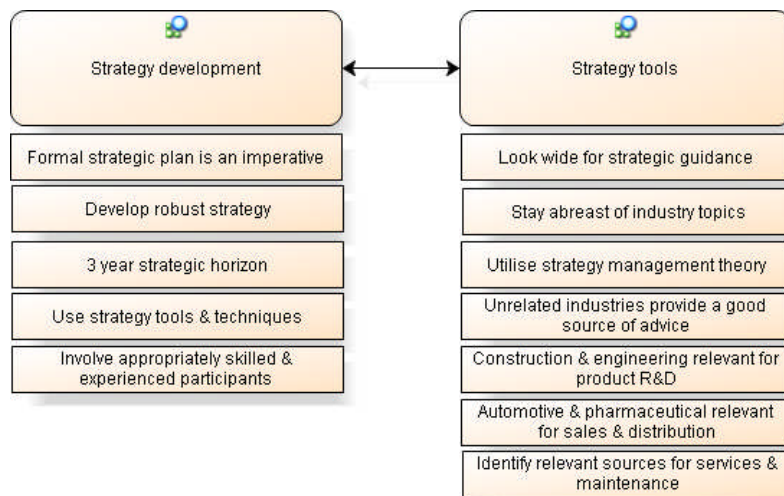 Strategy development
Formal strategic plan is an imperative
Develop robust strategy
3 year strategic horizon
Use strategy tools & techniques
Involve appropriately skilled &
experienced participants
Strategy tools
Look wide for strategic guidance
Stay abreast of industry topics
Utilise strategy management theory
Unrelated industries provide a good
source of advice
Construction & engineering relevant for
product R&D
Automotive & pharmaceutical relevant
for sales & distribution
Identify relevant sources for services &
maintenance